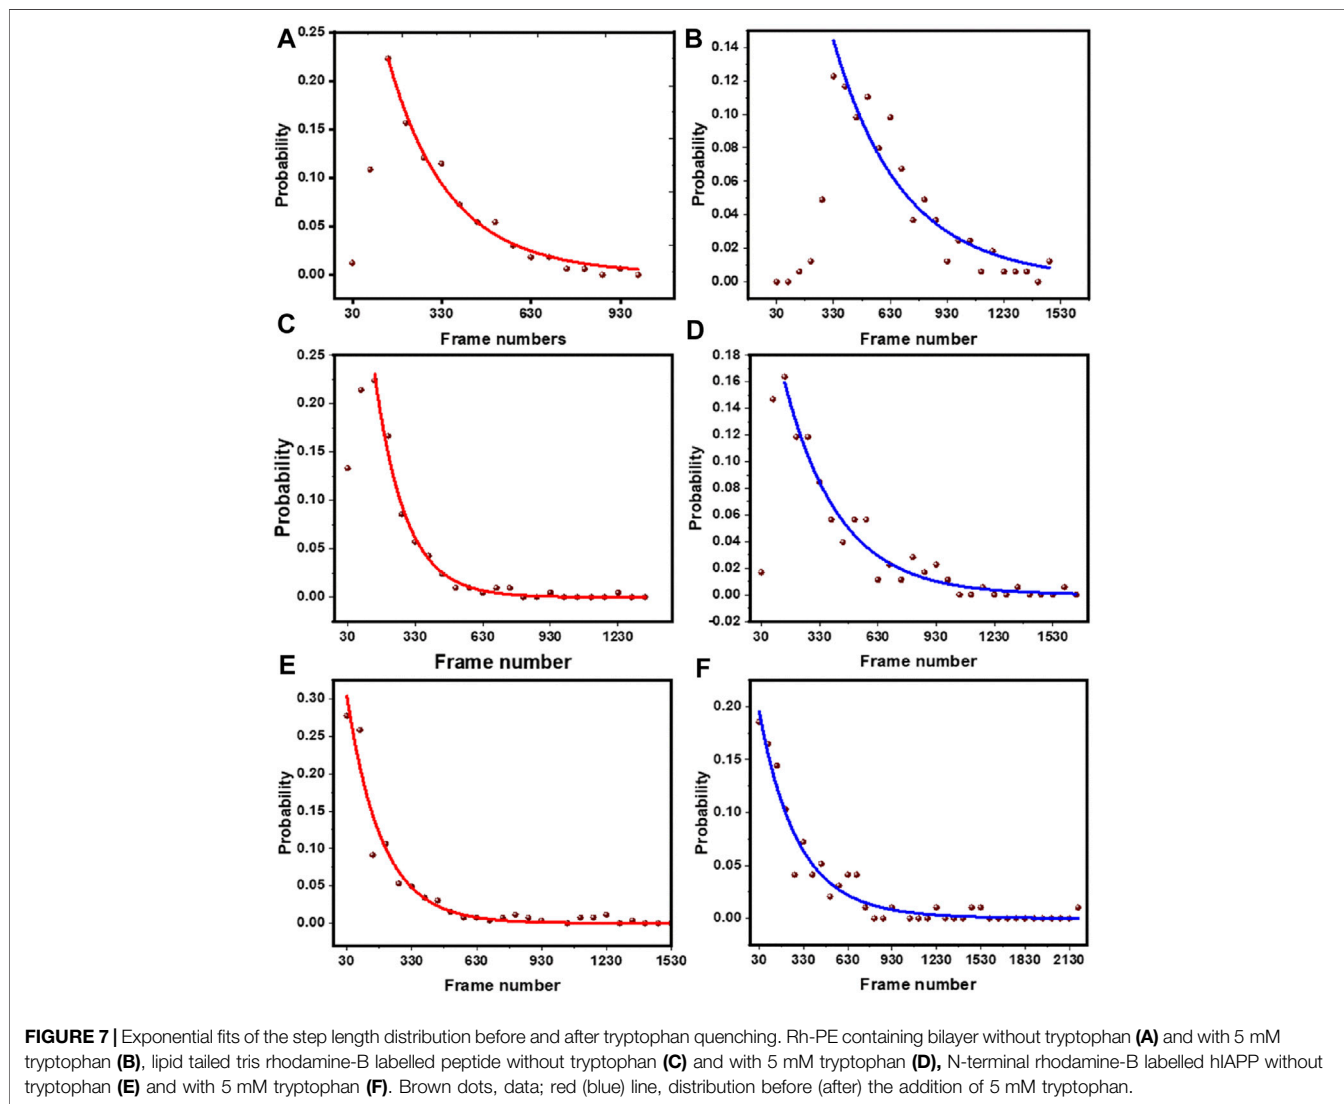 A
0.25
0.20
0.15
0.10
0.05
0.00
Probability
30 330 630 930
Frame numbers
B
0.14
0.12
0.10
0.08
0.06
0.04
0.02
0.00
Probability
30 330 630 930 1230 1530
Frame number
C
0.25
0.20
0.15
0.10
0.05
0.00
Probability
30 330 630 930 1230
Frame number
D
0.18
0.16
0.14
0.12
0.10
0.08
0.06
0.04
0.02
0.00
-0.02
Probability
30 330 630 930 1230 1530
Frame number
E
0.30
0.25
0.20
0.15
0.10
0.05
0.00
Probability
30 330 630 930 1230 1530
Frame number
F
0.20
0.15
0.10
0.05
0.00
Probability
30 330 630 930 1230 1530 1830 2130
Frame number
FIGURE 7 | Exponential fits of the step length distribution before and after tryptophan quenching. Rh-PE containing bilayer without tryptophan (A) and with 5 mM
tryptophan (B), lipid tailed tris rhodamine-B labelled peptide without tryptophan (C) and with 5 mM tryptophan (D), N-terminal rhodamine-B labelled hIAPP without
tryptophan (E) and with 5 mM tryptophan (F). Brown dots, data; red (blue) line, distribution before (after) the addition of 5 mM tryptophan.